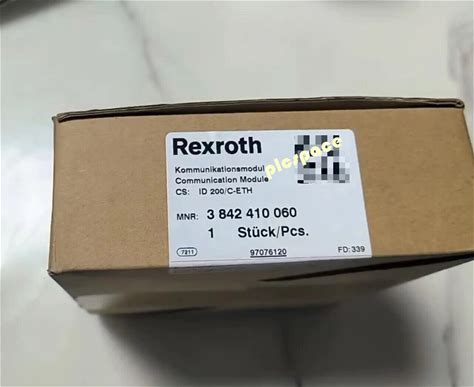 Rexroth
plcspace
Kommunikationsmodul
Communication Module
CS: ID 200/C-ETH
MNR: 3 842 410 060
1 Stück/Pcs.
7211 97076120 FD: 339